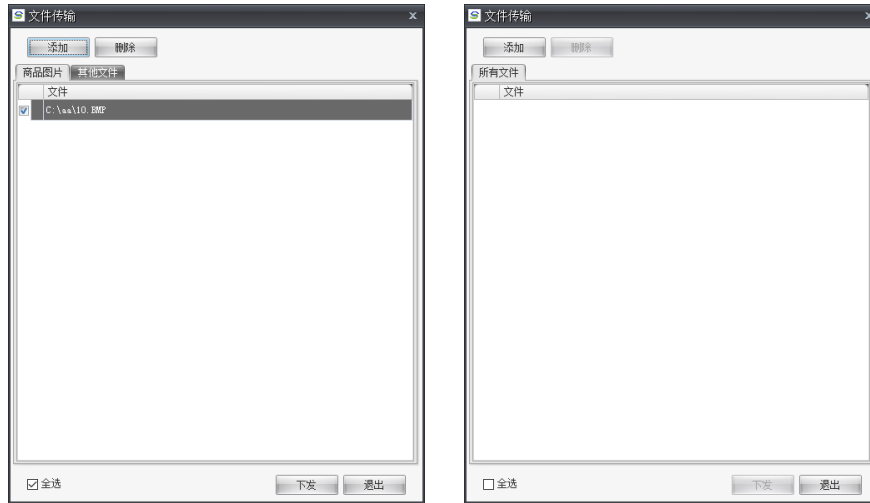 文件传输 x
添加 删除
商品图片 其他文件
文件
C:\aa\10.BMP
全选 下发 退出
文件传输 x
添加 删除
所有文件
文件
全选 下发 退出